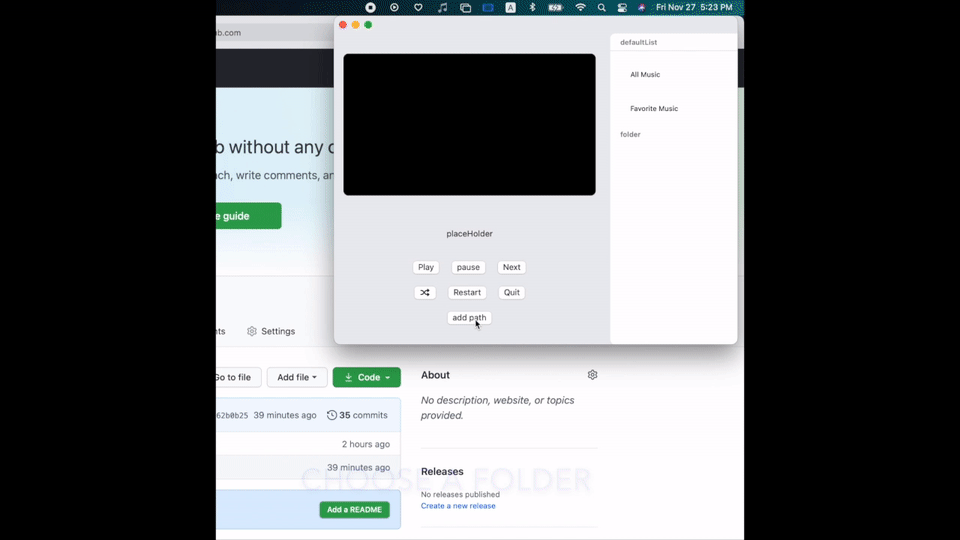 Fri Nov 27 5:23 PM
A
ub.com
defaultList
All Music
Favorite Music
folder
b without any
ch, write comments, an
e guide
placeHolder
Play pause Next
Restart Quit
add path
ets Settings
Go to file Add file Code
About
No description, website, or topics
provided.
62b0b25 39 minutes ago 35 commits
2 hours ago
39 minutes ago
CHOOSE A FOLDER
Releases
No releases published
Create a new release
Add a README